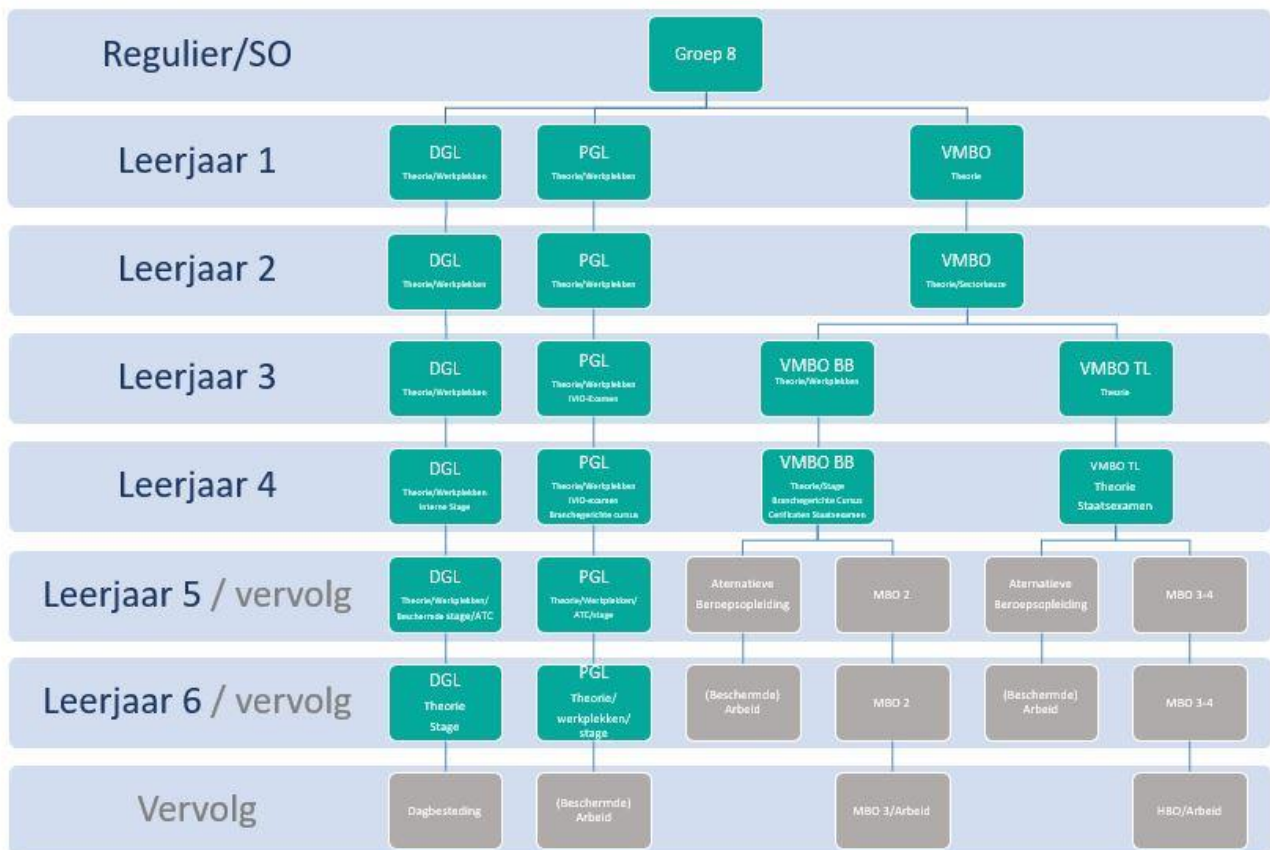 Regulier/SO
Groep 8
Leerjaar 1
DGL
Theorie/Werkplekken
PGL
Theorie/Werkplekken
VMBO
Theorie
Leerjaar 2
DGL
Theorie/Werkplekken
PGL
Theorie/Werkplekken
VMBO
Theorie/Sectorkeuze
Leerjaar 3
DGL
Theorie/Werkplekken
PGL
Theorie/Werkplekken
IVIO-Examen
VMBO BB
Theorie/Werkplekken
VMBO TL
Theorie
Leerjaar 4
DGL
Theorie/Werkplekken
Interne Stage
PGL
Theorie/Werkplekken
IVIO-examen
Branchegerichte cursus
VMBO BB
Theorie/Stage
Branchegerichte Cursus
Cerificaten Staatsexamen
VMBO TL
Theorie
Staatsexamen
Leerjaar 5 / vervolg
DGL
Theorie/Werkplekken/
Beschermde stage/ATC
PGL
Theorie/Werkplekken/
ATC/stage
Aternatieve
Beroepsopleiding
MBO 2
Aternatieve
Beroepsopleiding
MBO 3-4
Leerjaar 6 / vervolg
DGL
Theorie
Stage
PGL
Theorie/
werkplekken/
stage
(Beschermde)
Arbeid
MBO 2
(Beschermde)
Arbeid
MBO 3-4
Vervolg
Dagbesteding
(Beschermde)
Arbeid
MBO 3/Arbeid
HBO/Arbeid